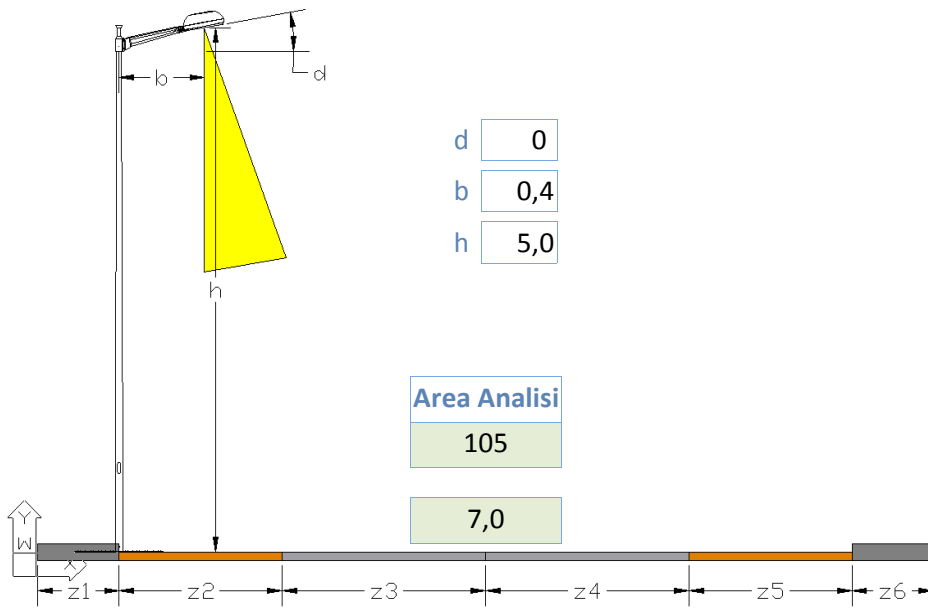 d
b
d 0
b 0,4
h 5,0
h
Area Analisi
105
7,0
Y
W
X
z1 z2 z3 z4 z5 z6